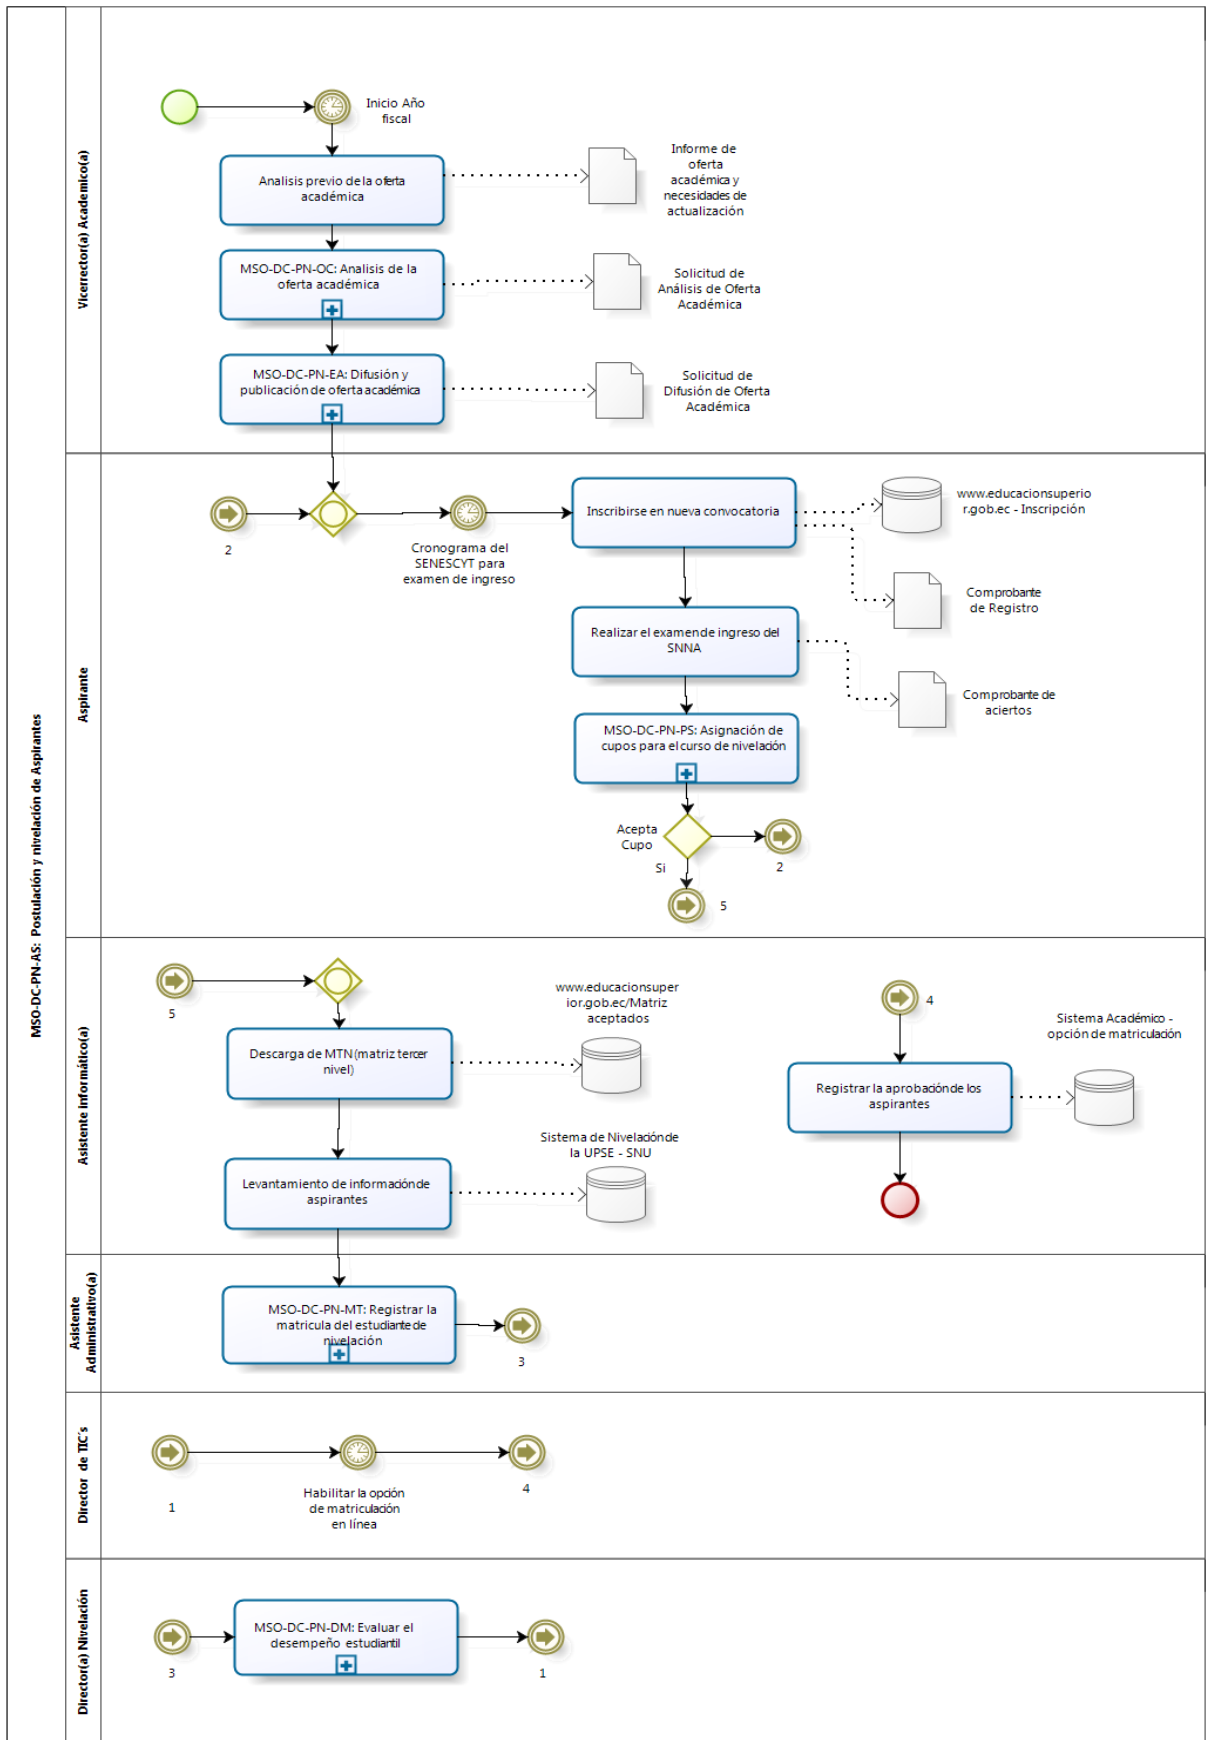 MSO-DC-PN-AS: Postulación y nivelación de Aspirantes
Vicerrector(a) Academico(a)
Inicio Año
fiscal
Analisis previo de la oferta
académica
Informe de
oferta
académica y
necesidades de
actualización
MSO-DC-PN-OC: Analisis de la
oferta académica
Solicitud de
Análisis de Oferta
Académica
MSO-DC-PN-EA: Difusión y
publicación de oferta académica
Solicitud de
Difusión de Oferta
Académica
Aspirante
2
Cronograma del
SENESCYT para
examen de ingreso
Inscribirse en nueva convocatoria
www.educacionsuperio
r.gob.ec - Inscripción
Comprobante
de Registro
Realizar el examen de ingreso del
SNNA
Comprobante de
aciertos
MSO-DC-PN-PS: Asignación de
cupos para el curso de nivelación
Acepta
Cupo
2
Si
5
Asistente informático(a)
5
www.educacionsuper
ior.gob.ec/Matriz
aceptados
Descarga de MTN (matriz tercer
nivel)
Sistema de Nivelación de
la UPSE - SNU
Levantamiento de información de
aspirantes
4
Sistema Académico -
opción de matriculación
Registrar la aprobación de los
aspirantes
Asistente
Administrativo(a)
MSO-DC-PN-MT: Registrar la
matricula del estudiante de
nivelación
3
Director de TIC´s
1
Habilitar la opción
de matriculación
en línea
4
Director(a) Nivelación
3
MSO-DC-PN-DM: Evaluar el
desempeño estudiantil
1